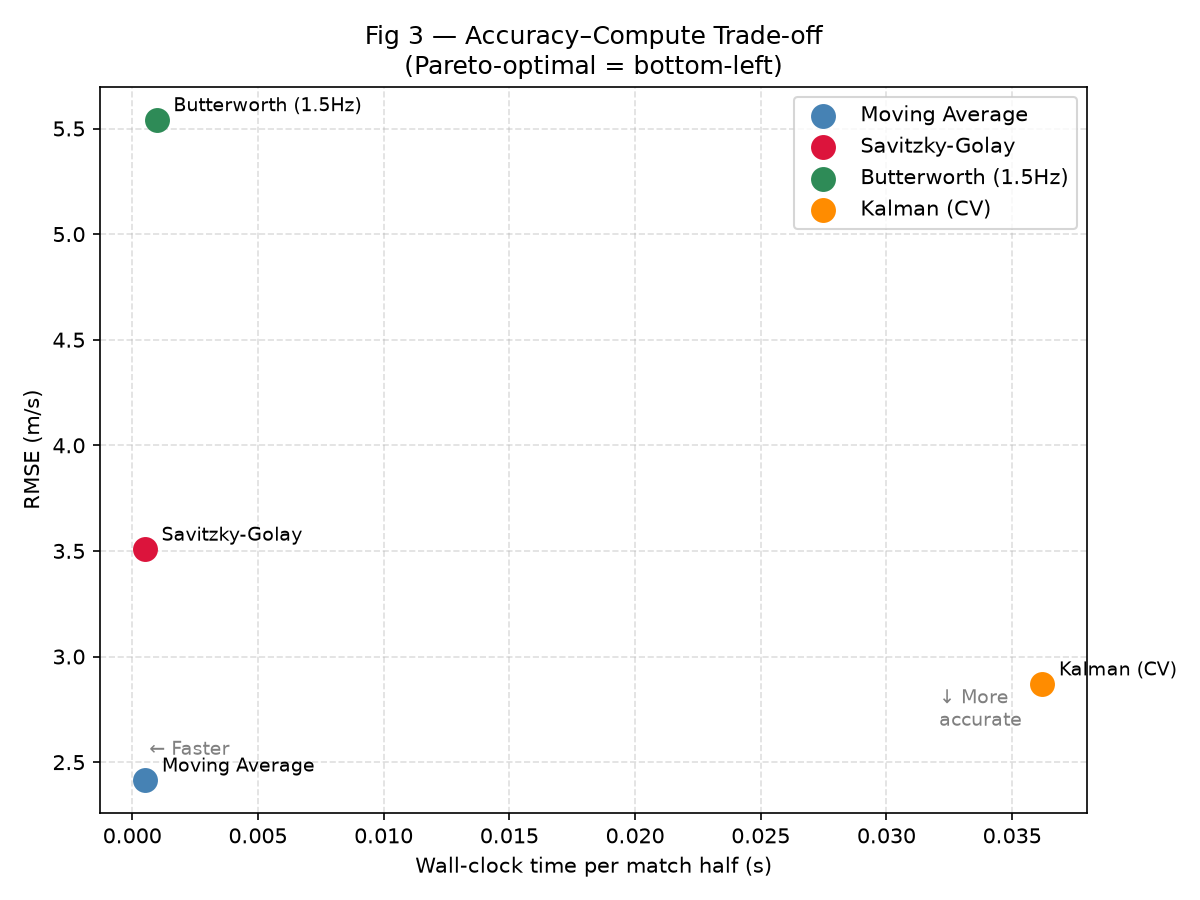 Fig 3 — Accuracy–Compute Trade-off
(Pareto-optimal = bottom-left)
Butterworth (1.5Hz)
Moving Average
Savitzky-Golay
Butterworth (1.5Hz)
Kalman (CV)
5.5
5.0
4.5
4.0
3.5
3.0
2.5
RMSE (m/s)
Savitzky-Golay
Kalman (CV)
↓ More
accurate
← Faster
Moving Average
0.000 0.005 0.010 0.015 0.020 0.025 0.030 0.035
Wall-clock time per match half (s)